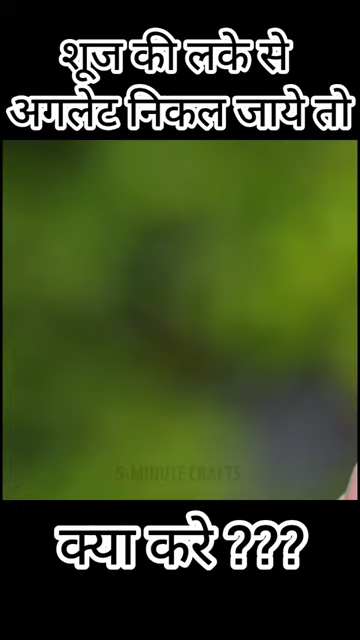 शूज की लके से
अगलेट निकल जाये तो
5-MINUTE CRAFTS
क्या करे ???